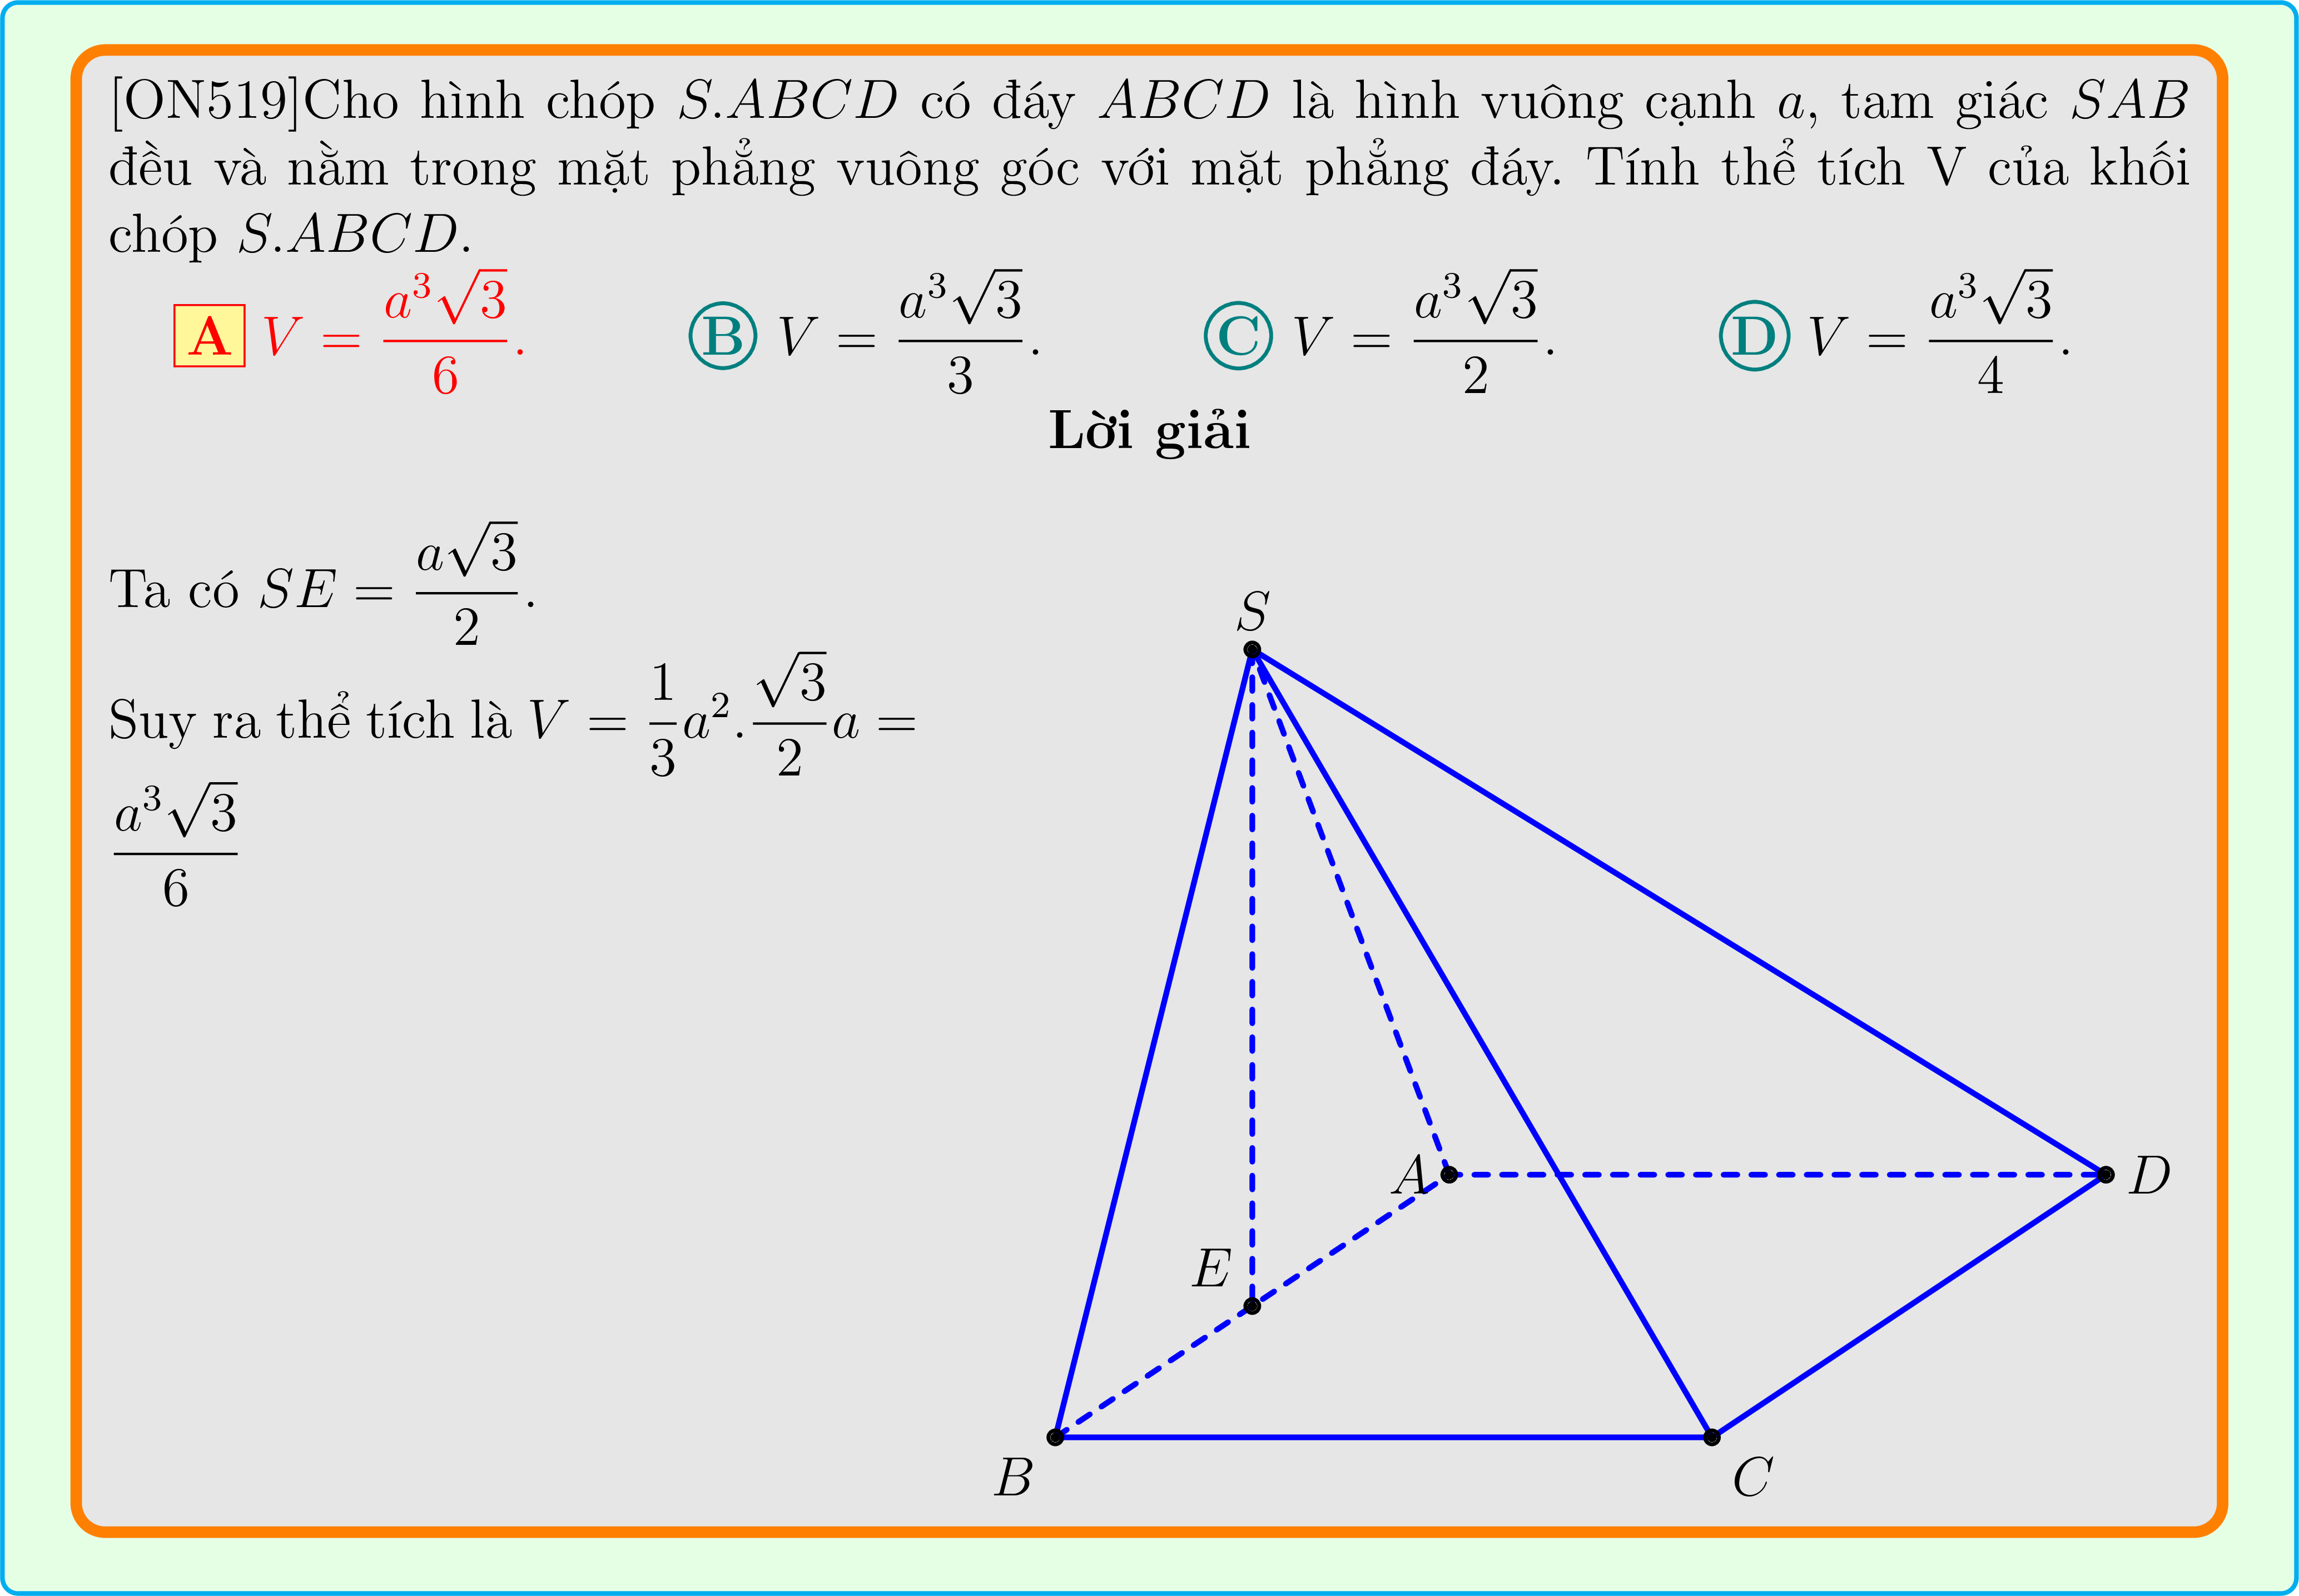 [ON519]Cho hình chóp S.ABCD có đáy ABCD là hình vuông cạnh a, tam giác SAB
đều và nằm trong mặt phẳng vuông góc với mặt phẳng đáy. Tính thể tích V của khối
chóp S.ABCD.
A V = \frac{a^3\sqrt{3}}{6}. B V = \frac{a^3\sqrt{3}}{3}. C V = \frac{a^3\sqrt{3}}{2}. D V = \frac{a^3\sqrt{3}}{4}.
Lời giải
Ta có SE = \frac{a\sqrt{3}}{2}.
Suy ra thể tích là V = \frac{1}{3}a^2.\frac{\sqrt{3}}{2}a =
\frac{a^3\sqrt{3}}{6}
S
A
D
E
B
C